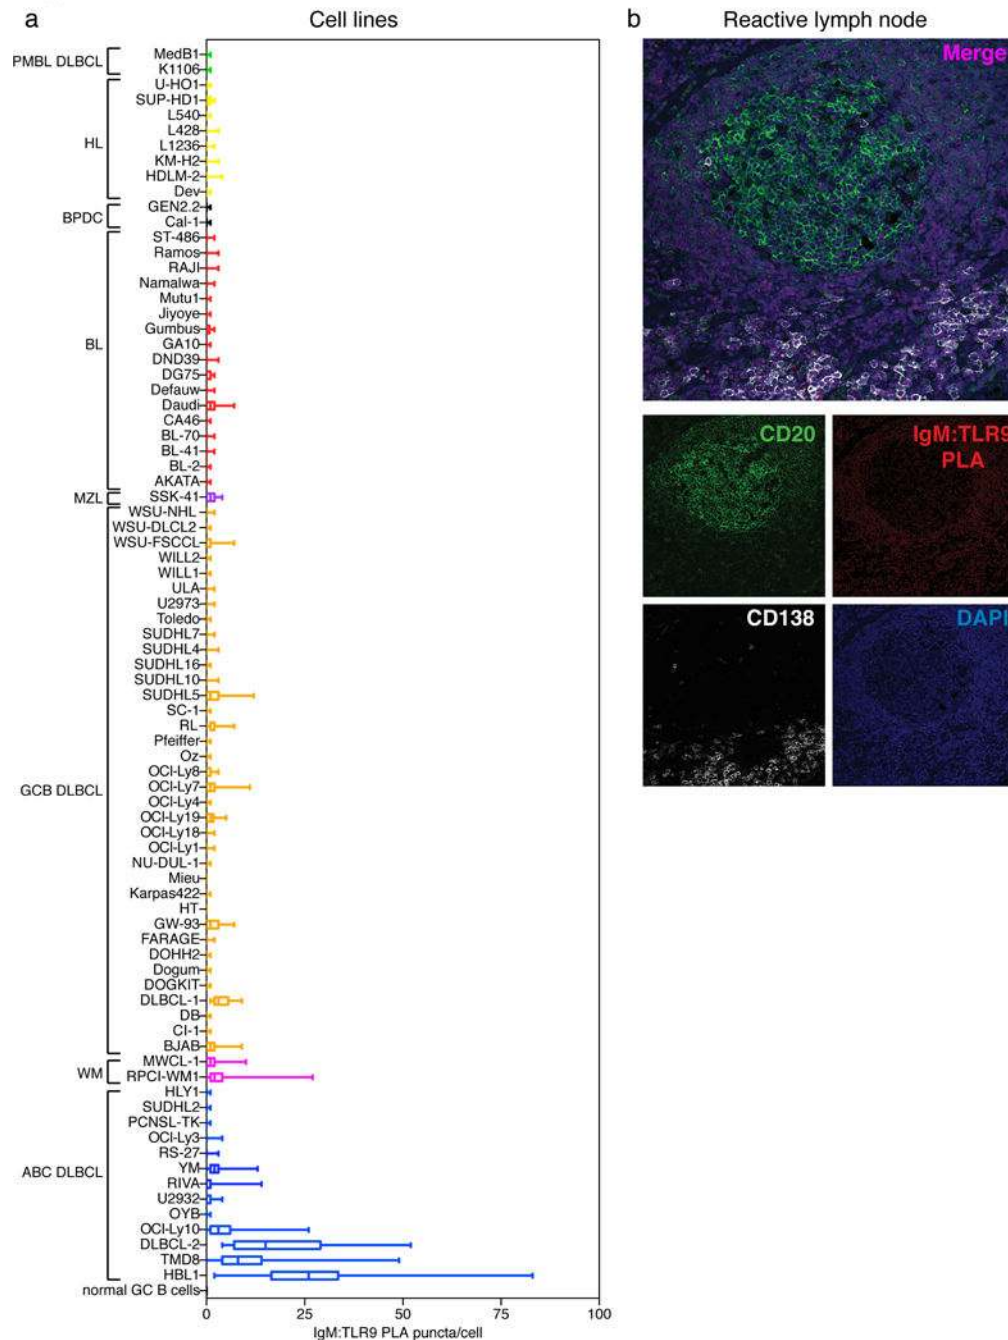 a
Cell lines
PMBL DLBCL
MedB1
K1106
HL
U-HO1
SUP-HD1
L540
L428
L1236
KM-H2
HDLM-2
Dev
BPDC
GEN2.2
Cal-1
BL
ST-486
Ramos
RAJI
Namalwa
Mutu1
Jiyoye
Gumbus
GA10
DND39
DG75
Defauw
Daudi
CA46
BL-70
BL-41
BL-2
AKATA
MZL
SSK-41
GCB DLBCL
WSU-NHL
WSU-DLCL2
WSU-FSCCL
WILL2
WILL1
ULA
U2973
Toledo
SUDHL7
SUDHL4
SUDHL16
SUDHL10
SUDHL5
SC-1
RL
Pfeiffer
Oz
OCI-Ly8
OCI-Ly7
OCI-Ly4
OCI-Ly19
OCI-Ly18
OCI-Ly1
NU-DUL-1
Mieu
Karpas422
HT
GW-93
FARAGE
DOHH2
Dogum
DOGKIT
DLBCL-1
DB
CI-1
BJAB
WM
MWCL-1
RPCI-WM1
ABC DLBCL
HLY1
SUDHL2
PCNSL-TK
OCI-Ly3
RS-27
YM
RIVA
U2932
OYB
OCI-Ly10
DLBCL-2
TMD8
HBL1
normal GC B cells
0 25 50 75 100
IgM:TLR9 PLA puncta/cell
b
Reactive lymph node
Merge
CD20
IgM:TLR9
PLA
CD138
DAPI